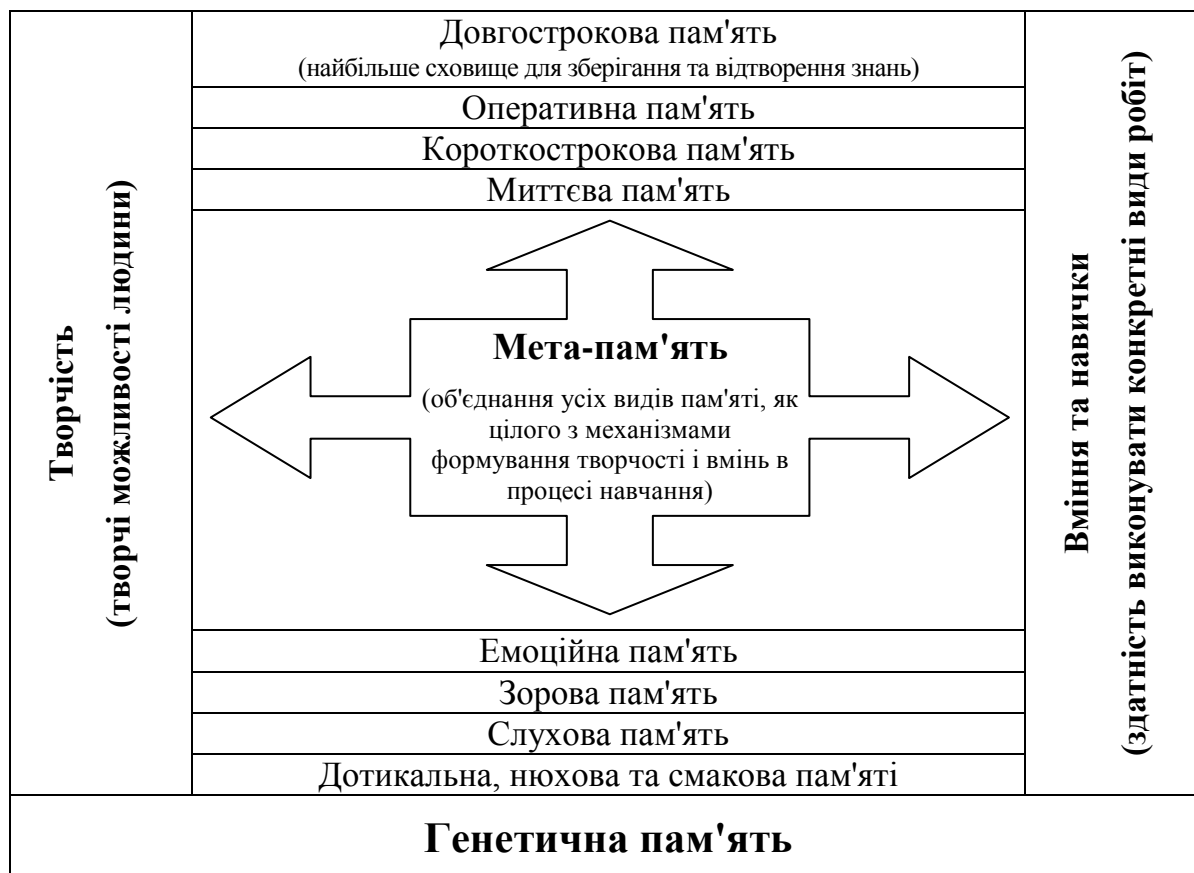 Довгострокова пам'ять
(найбільше сховище для зберігання та відтворення знань)
Оперативна пам'ять
Короткострокова пам'ять
Миттєва пам'ять
Творчість
(творчі можливості людини)
Мета-пам'ять
(об'єднання усіх видів пам'яті, як
цілого з механізмами
формування творчості і вмінь в
процесі навчання)
Вміння та навички
(здатність виконувати конкретні види робіт)
Емоційна пам'ять
Зорова пам'ять
Слухова пам'ять
Дотикальна, нюхова та смакова пам'яті
Генетична пам'ять